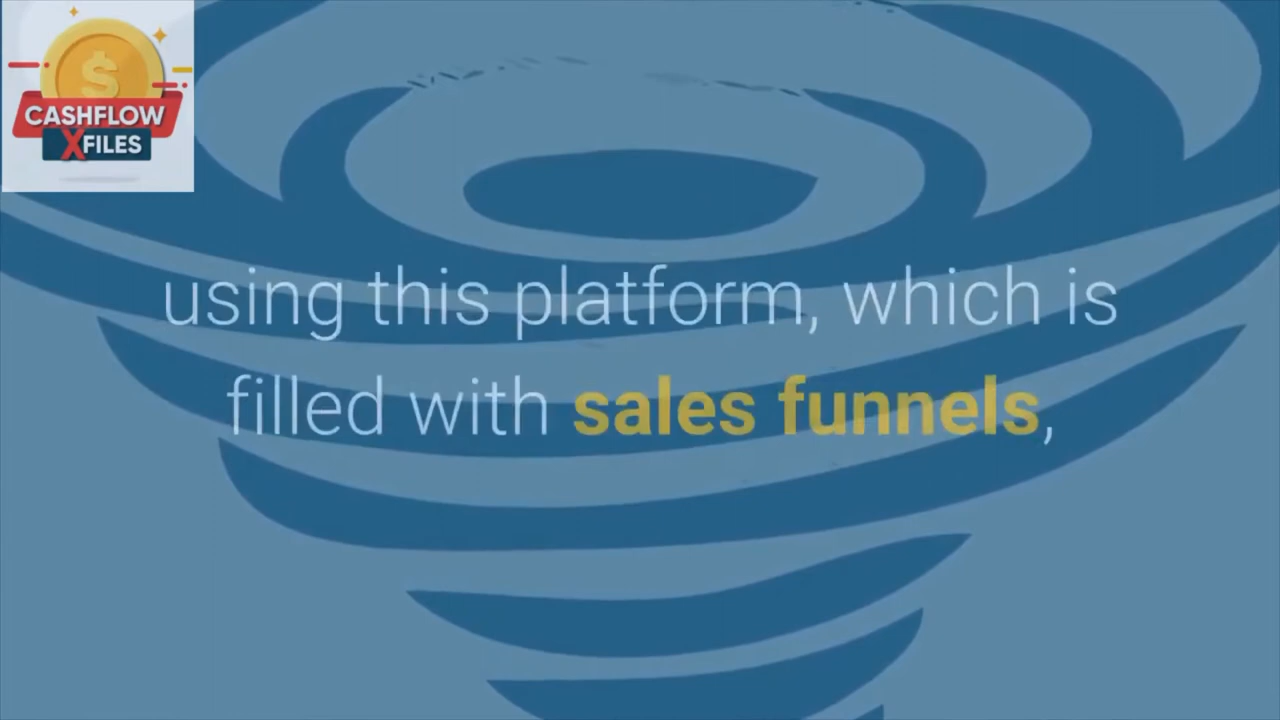 $
CASHFLOW
XFILES
using this platform, which is
filled with sales funnels,